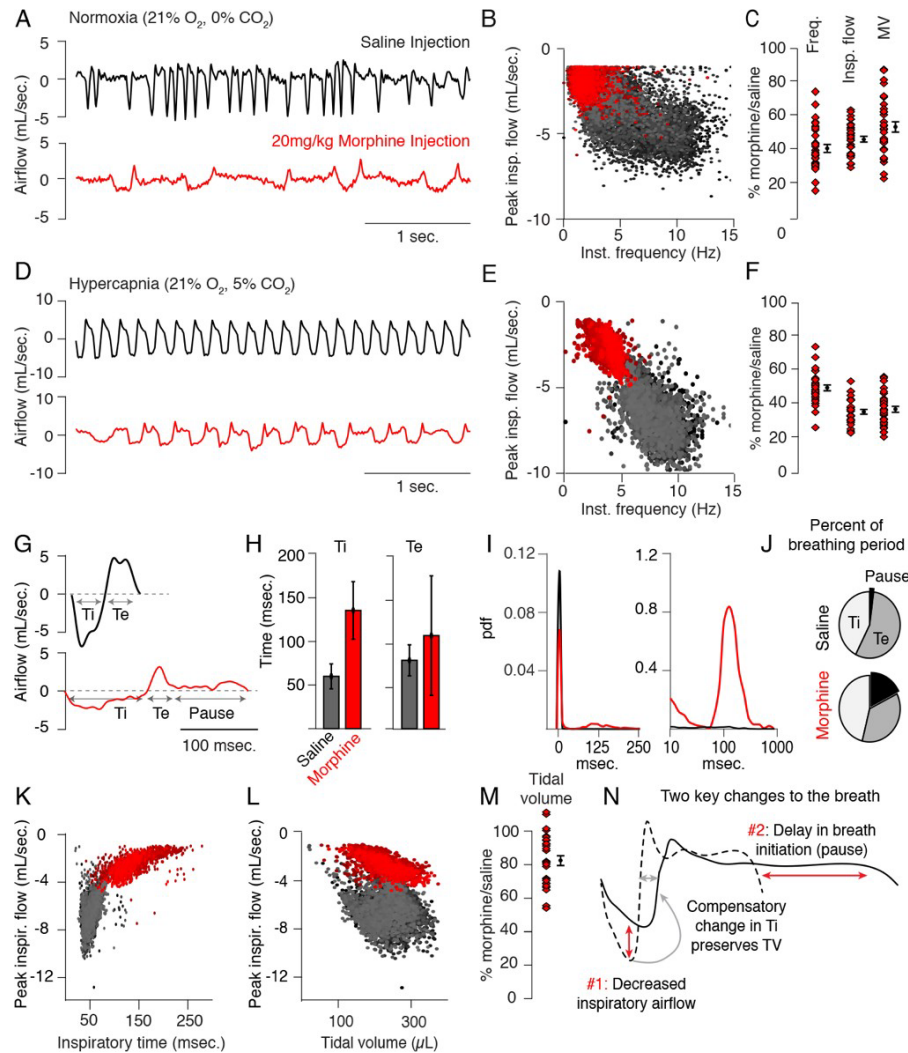 A Normoxia (21% O2, 0% CO2)
Saline Injection
20mg/kg Morphine Injection
Airflow (mL/sec.)
5
0
-5
5
0
-5
1 sec.
B
Peak insp. flow (mL/sec.)
0
-5
-10
0 5 10 15
Inst. frequency (Hz)
C
Freq.
Insp. flow
MV
% morphine/saline
100
80
60
40
20
0
D Hypercapnia (21% O2, 5% CO2)
Airflow (mL/sec.)
10
0
-10
10
0
-10
1 sec.
E
Peak insp. flow (mL/sec.)
0
-5
-10
0 5 10 15
Inst. frequency (Hz)
F
% morphine/saline
100
80
60
40
20
0
G
Airflow (mL/sec.)
5
0
5
5
0
-5
Ti Te
Ti Te Pause
100 msec.
H
Ti Te
Time (msec.)
200
150
100
50
Saline
Morphine
I
pdf
0.12
0.08
0.04
0 125 250
msec.
1.2
0.8
0.4
10 100 1000
msec.
J
Percent of
breathing period
Pause
Ti
Te
Saline
Morphine
K
Peak inspir. flow (mL/sec.)
0
-4
-8
-12
50 150 250
Inspiratory time (msec.)
L
Peak inspir. flow (mL/sec.)
0
-4
-8
-12
100 300
Tidal volume (µL)
M
Tidal
volume
% morphine/saline
100
80
60
40
20
0
N
Two key changes to the breath
#2: Delay in breath
initiation (pause)
Compensatory
change in Ti
preserves TV
#1: Decreased
inspiratory airflow